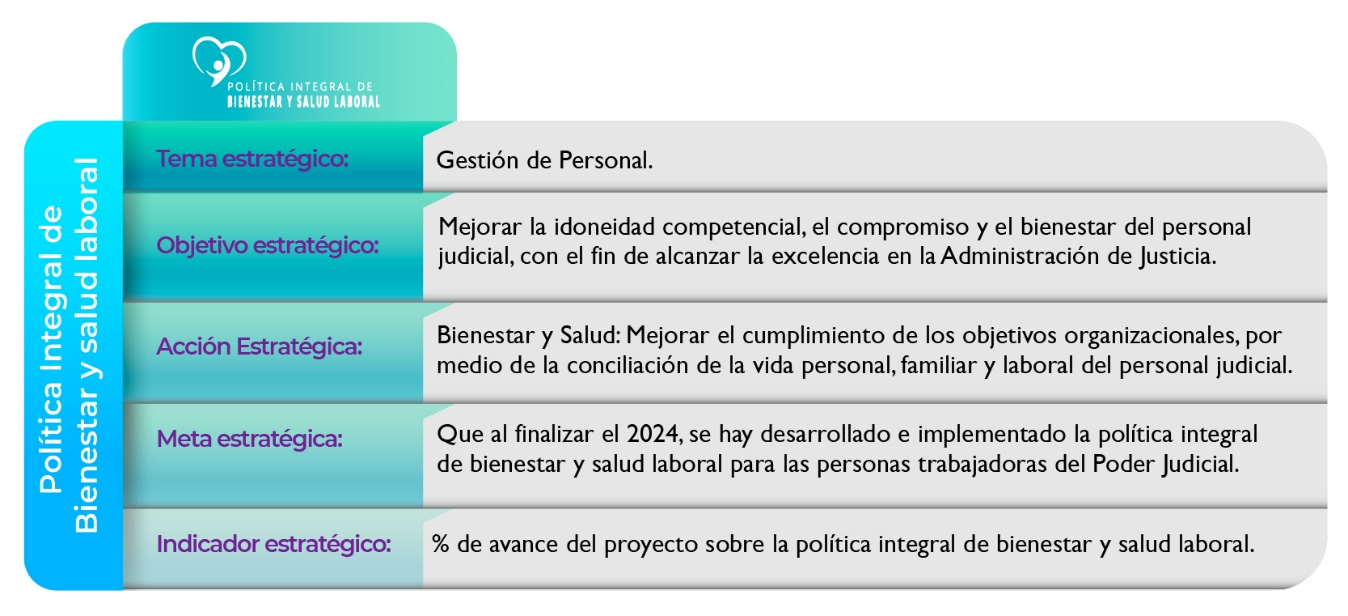 POLÍTICA INTEGRAL DE
BIENESTAR Y SALUD LABORAL
Política Integral de
Bienestar y salud laboral
Tema estratégico:
Gestión de Personal.
Objetivo estratégico:
Mejorar la idoneidad competencial, el compromiso y el bienestar del personal
judicial, con el fin de alcanzar la excelencia en la Administración de Justicia.
Acción Estratégica:
Bienestar y Salud: Mejorar el cumplimiento de los objetivos organizacionales, por
medio de la conciliación de la vida personal, familiar y laboral del personal judicial.
Meta estratégica:
Que al finalizar el 2024, se hay desarrollado e implementado la política integral
de bienestar y salud laboral para las personas trabajadoras del Poder Judicial.
Indicador estratégico:
% de avance del proyecto sobre la política integral de bienestar y salud laboral.